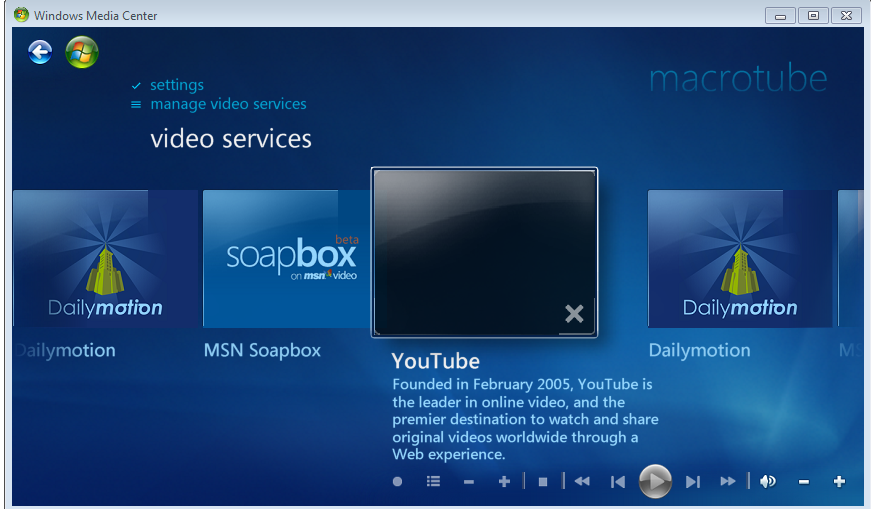 Windows Media Center
settings
macrotube
manage video services
video services
Dailymotion
soapbox beta
on msn video
Dailymotion
Dailymotion
MSN Soapbox
YouTube
Founded in February 2005, YouTube is
the leader in online video, and the
premier destination to watch and share
original videos worldwide through a
Web experience.
Dailymotion
MS